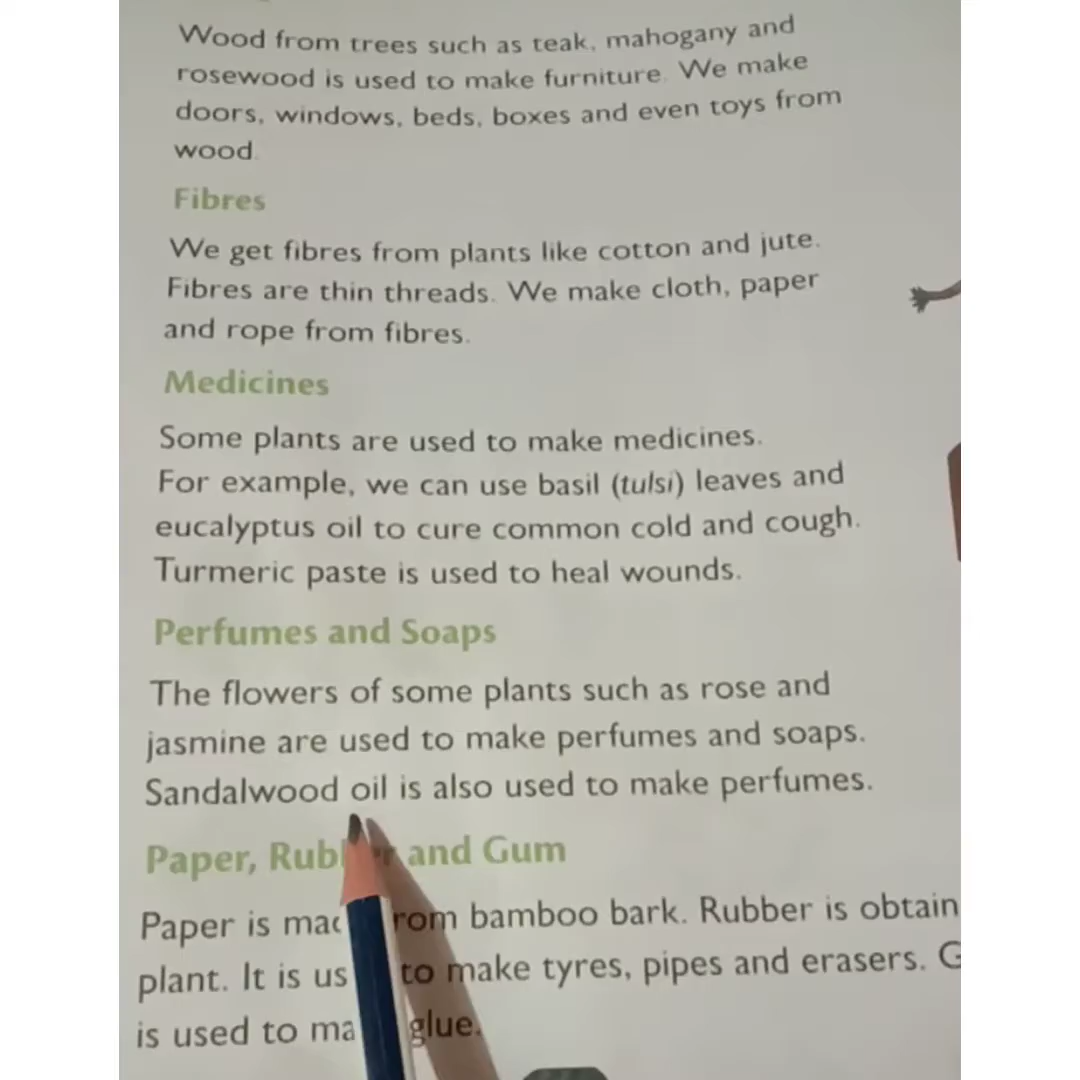 Wood from trees such as teak, mahogany and
rosewood is used to make furniture. We make
doors, windows, beds, boxes and even toys from
wood.
Fibres
We get fibres from plants like cotton and jute.
Fibres are thin threads. We make cloth, paper
and rope from fibres.
Medicines
Some plants are used to make medicines.
For example, we can use basil (tulsi) leaves and
eucalyptus oil to cure common cold and cough.
Turmeric paste is used to heal wounds.
Perfumes and Soaps
The flowers of some plants such as rose and
jasmine are used to make perfumes and soaps.
Sandalwood oil is also used to make perfumes.
Paper, and Gum
Paper is bamboo bark. Rubber is
plant. It is to make tyres, pipes and erasers.
is used to glue.